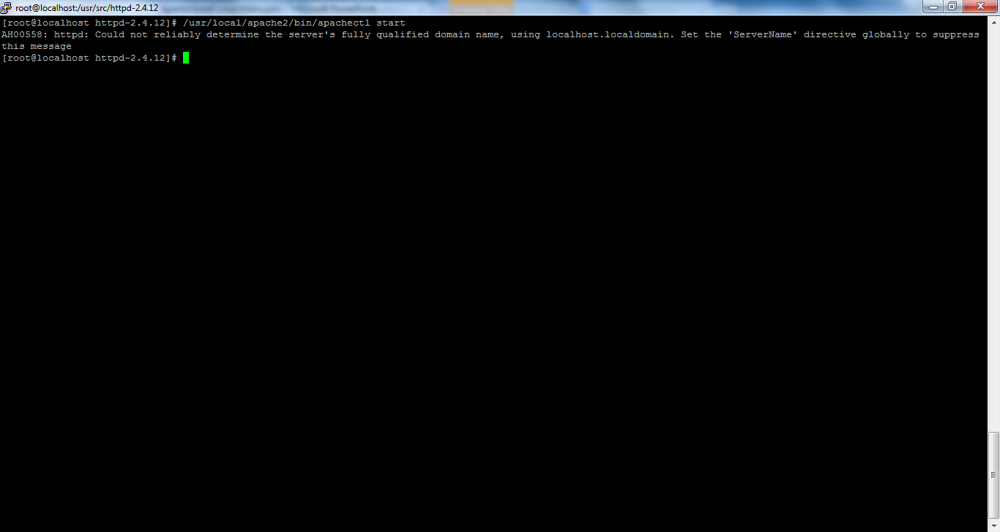 root@localhost:/usr/src/httpd-2.4.12
[root@localhost httpd-2.4.12]# /usr/local/apache2/bin/apachectl start
AH00558: httpd: Could not reliably determine the server's fully qualified domain name, using localhost.localdomain. Set the 'ServerName' directive globally to suppress
this message
[root@localhost httpd-2.4.12]#